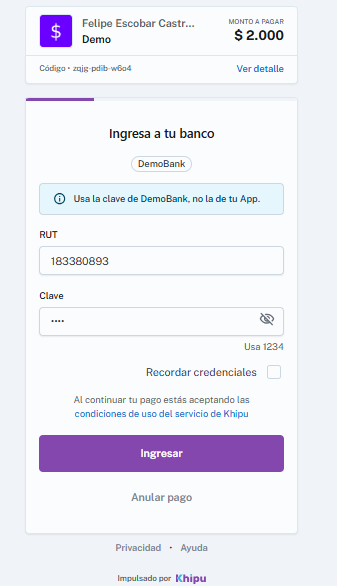 $
Felipe Escobar Castr...
Demo
MONTO A PAGAR
$ 2.000
Código • zqjg-pdib-w6o4
Ver detalle
Ingresa a tu banco
DemoBank
Usa la clave de DemoBank, no la de tu App.
RUT
183380893
Clave
••••
Usa 1234
Recordar credenciales
Al continuar tu pago estás aceptando las
condiciones de uso del servicio de Khipu
Ingresar
Anular pago
Privacidad • Ayuda
Impulsado por khipu